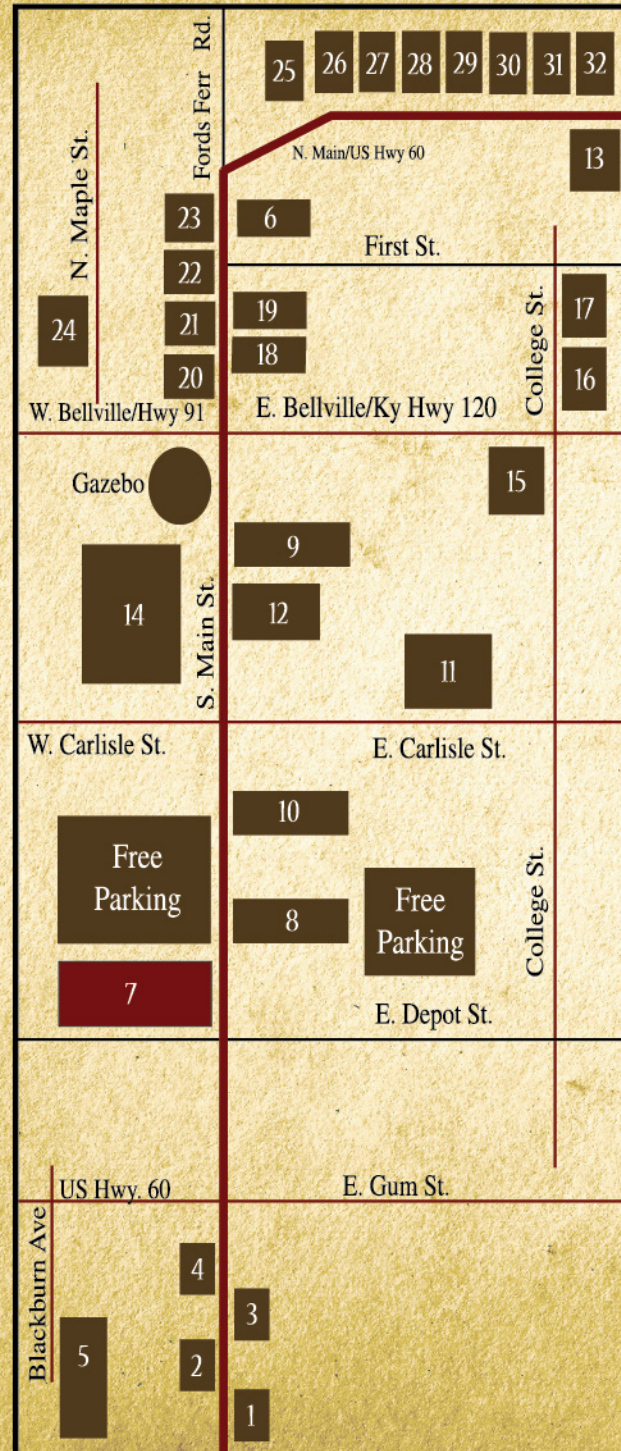 Fords Ferr Rd.
25
26
27
28
29
30
31
32
N. Maple St.
N. Main/US Hwy 60
13
23
6
First St.
22
24
21
19
17
20
18
16
College St.
W. Bellville/Hwy 91
E. Bellville/Ky Hwy 120
Gazebo
15
9
14
12
S. Main St.
11
W. Carlisle St.
E. Carlisle St.
10
Free
Parking
8
Free
Parking
College St.
7
E. Depot St.
US Hwy. 60
E. Gum St.
Blackburn Ave
4
3
5
2
1